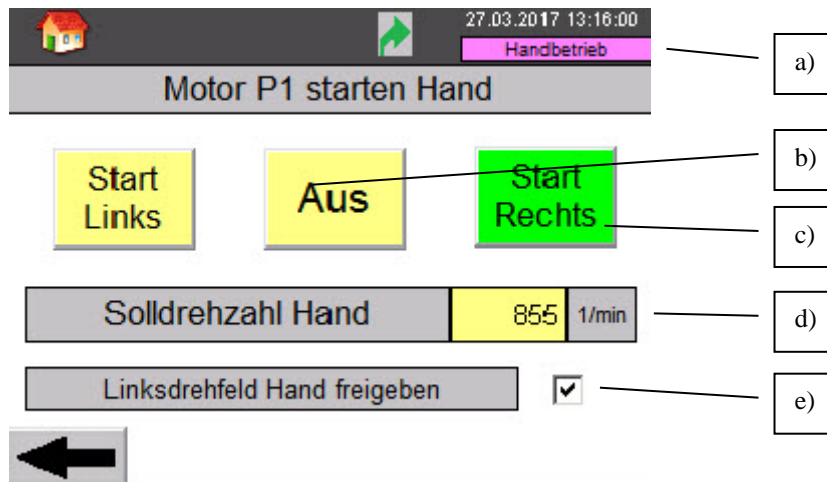 27.03.2017 13:16:00
Handbetrieb
a)
Motor P1 starten Hand
b)
Start
Links
Aus
Start
Rechts
c)
Solldrehzahl Hand 855 1/min
d)
Linksdrehfeld Hand freigeben
e)